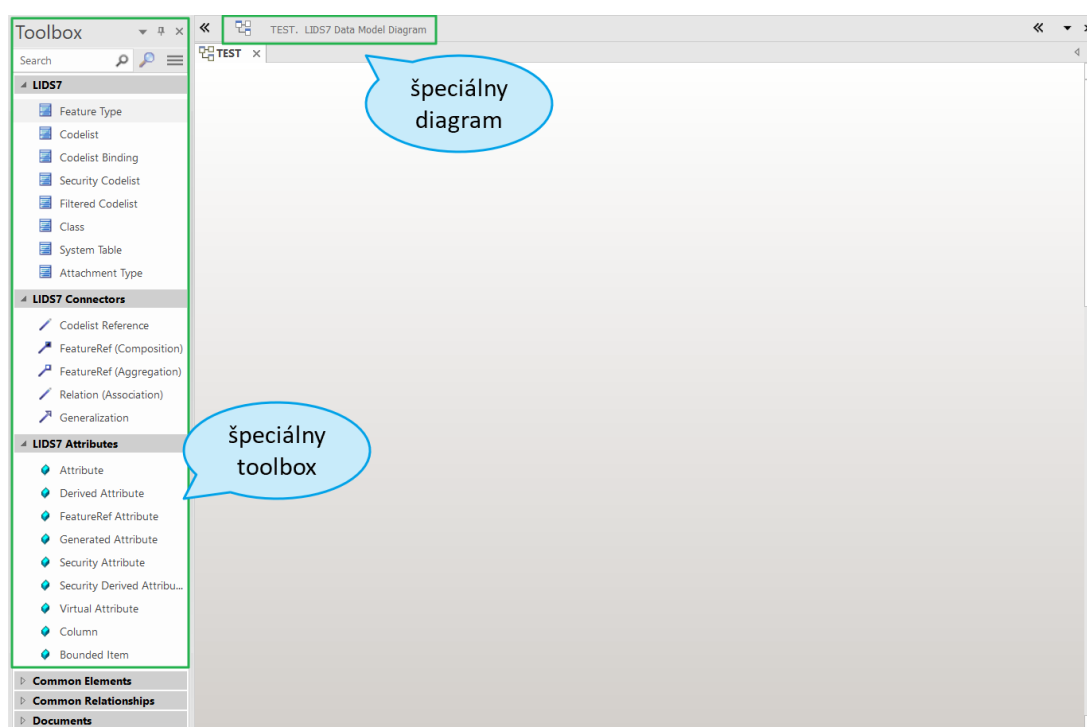 Toolbox
TEST. LIDS7 Data Model Diagram
Search
TEST
LIDS7
Feature Type
Codelist
Codelist Binding
Security Codelist
Filtered Codelist
Class
System Table
Attachment Type
LIDS7 Connectors
Codelist Reference
FeatureRef (Composition)
FeatureRef (Aggregation)
Relation (Association)
Generalization
LIDS7 Attributes
Attribute
Derived Attribute
FeatureRef Attribute
Generated Attribute
Security Attribute
Security Derived Attribu...
Virtual Attribute
Column
Bounded Item
Common Elements
Common Relationships
Documents
špeciálny
diagram
špeciálny
toolbox